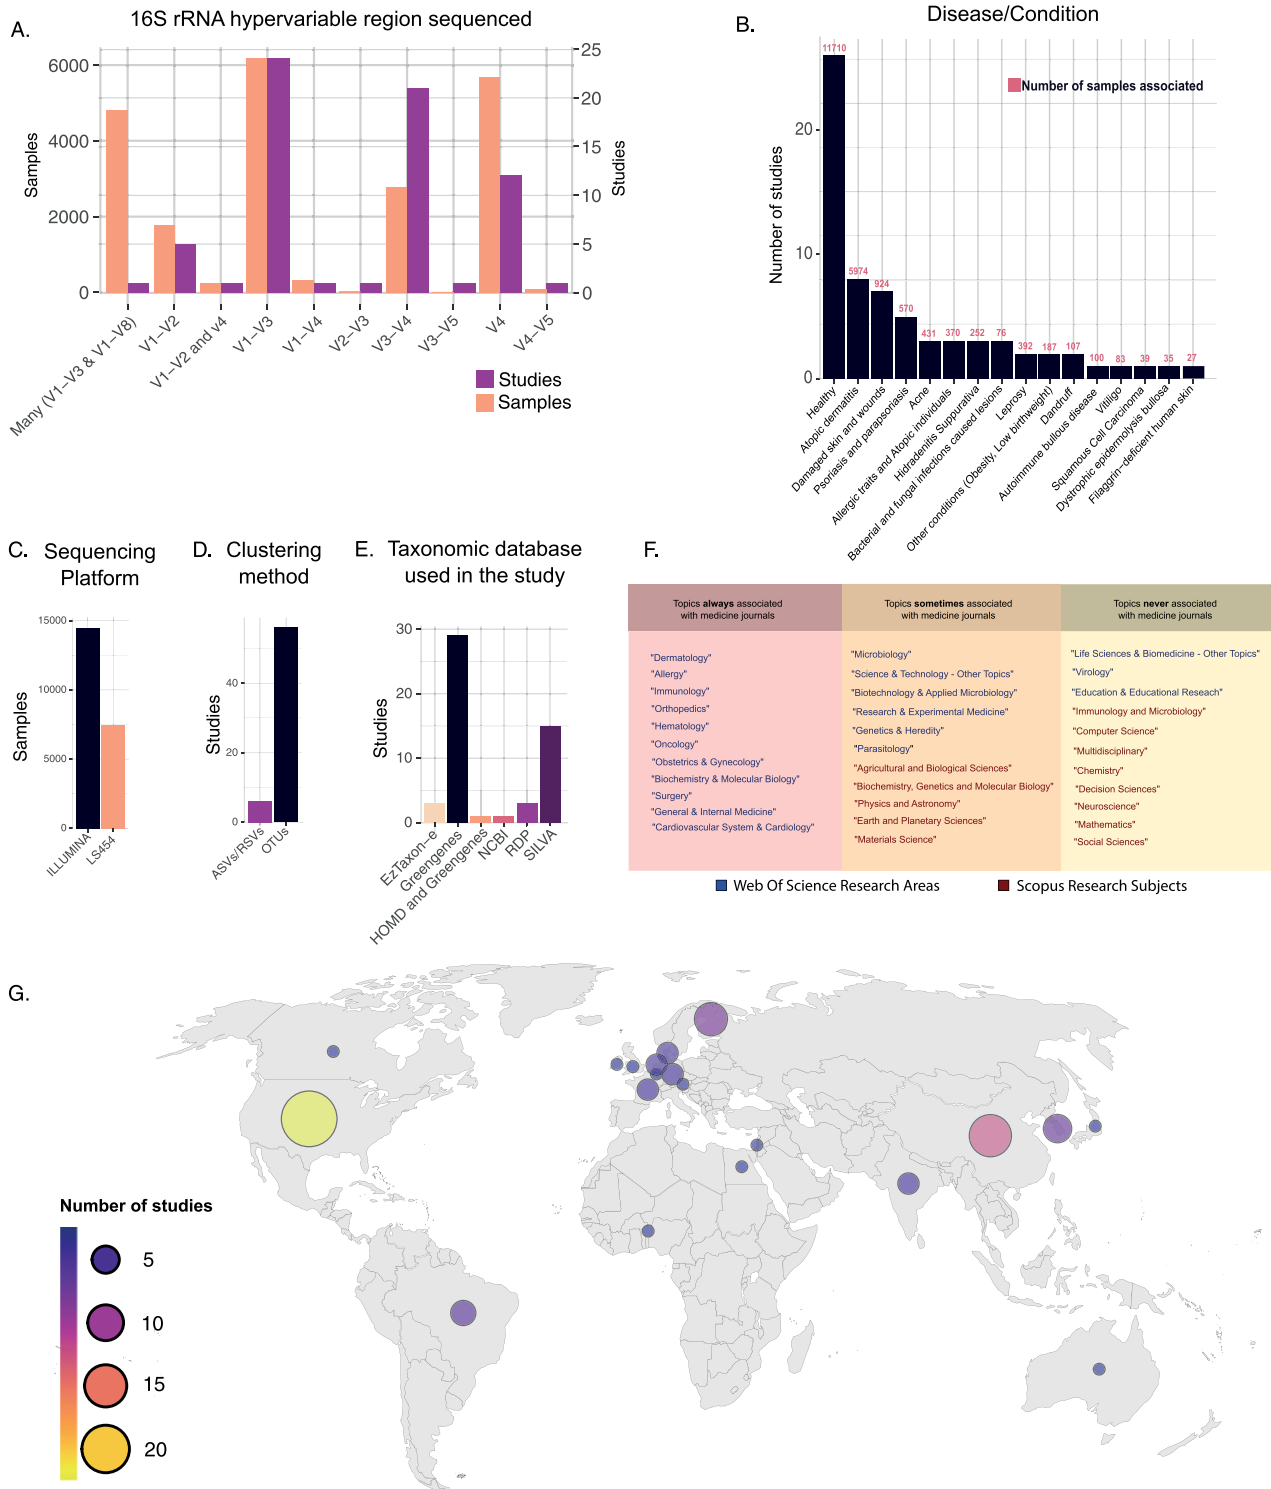 A.
16S rRNA hypervariable region sequenced
6000
4000
2000
0
Samples
25
20
15
10
5
0
Studies
Many (V1−V3 & V1−V8)
V1−V2
V1−V2 and v4
V1−V3
V1−V4
V2−V3
V3−V4
V3−V5
V4
V4−V5
Studies
Samples
B.
Disease/Condition
Number of samples associated
Number of studies
20
10
0
11710
5974
924
570
431
370
252
76
392
187
107
100
83
39
35
27
Healthy
Atopic dermatitis
Damaged skin and wounds
Psoriasis and parapsoriasis
Acne
Allergic traits and Atopic individuals
Hidradenitis Suppurativa
Bacterial and fungal infections caused lesions
Leprosy
Other conditions (Obesity, Low birthweight)
Dandruff
Autoimmune bullous disease
Vitiligo
Squamous Cell Carcinoma
Dystrophic epidermolysis bullosa
Filaggrin−deficient human skin
C.
Sequencing
Platform
Samples
15000
10000
5000
0
ILLUMINA
LS454
D.
Clustering
method
Studies
40
20
0
ASVs/RSVs
OTUs
E.
Taxonomic database
used in the study
Studies
30
20
10
0
EzTaxon−e
Greengenes
HOMD and Greengenes
NCBI
RDP
SILVA
F.
Topics always associated
with medicine journals
"Dermatology"
"Allergy"
"Immunology"
"Orthopedics"
"Hematology"
"Oncology"
"Obstetrics & Gynecology"
"Biochemistry & Molecular Biology"
"Surgery"
"General & Internal Medicine"
"Cardiovascular System & Cardiology"
Topics sometimes associated
with medicine journals
"Microbiology"
"Science & Technology - Other Topics"
"Biotechnology & Applied Microbiology"
"Research & Experimental Medicine"
"Genetics & Heredity"
"Parasitology"
"Agricultural and Biological Sciences"
"Biochemistry, Genetics and Molecular Biology"
"Physics and Astronomy"
"Earth and Planetary Sciences"
"Materials Science"
Topics never associated
with medicine journals
"Life Sciences & Biomedicine - Other Topics"
"Virology"
"Education & Educational Reseach"
"Immunology and Microbiology"
"Computer Science"
"Multidisciplinary"
"Chemistry"
"Decision Sciences"
"Neuroscience"
"Mathematics"
"Social Sciences"
Web Of Science Research Areas
Scopus Research Subjects
G.
Number of studies
5
10
15
20